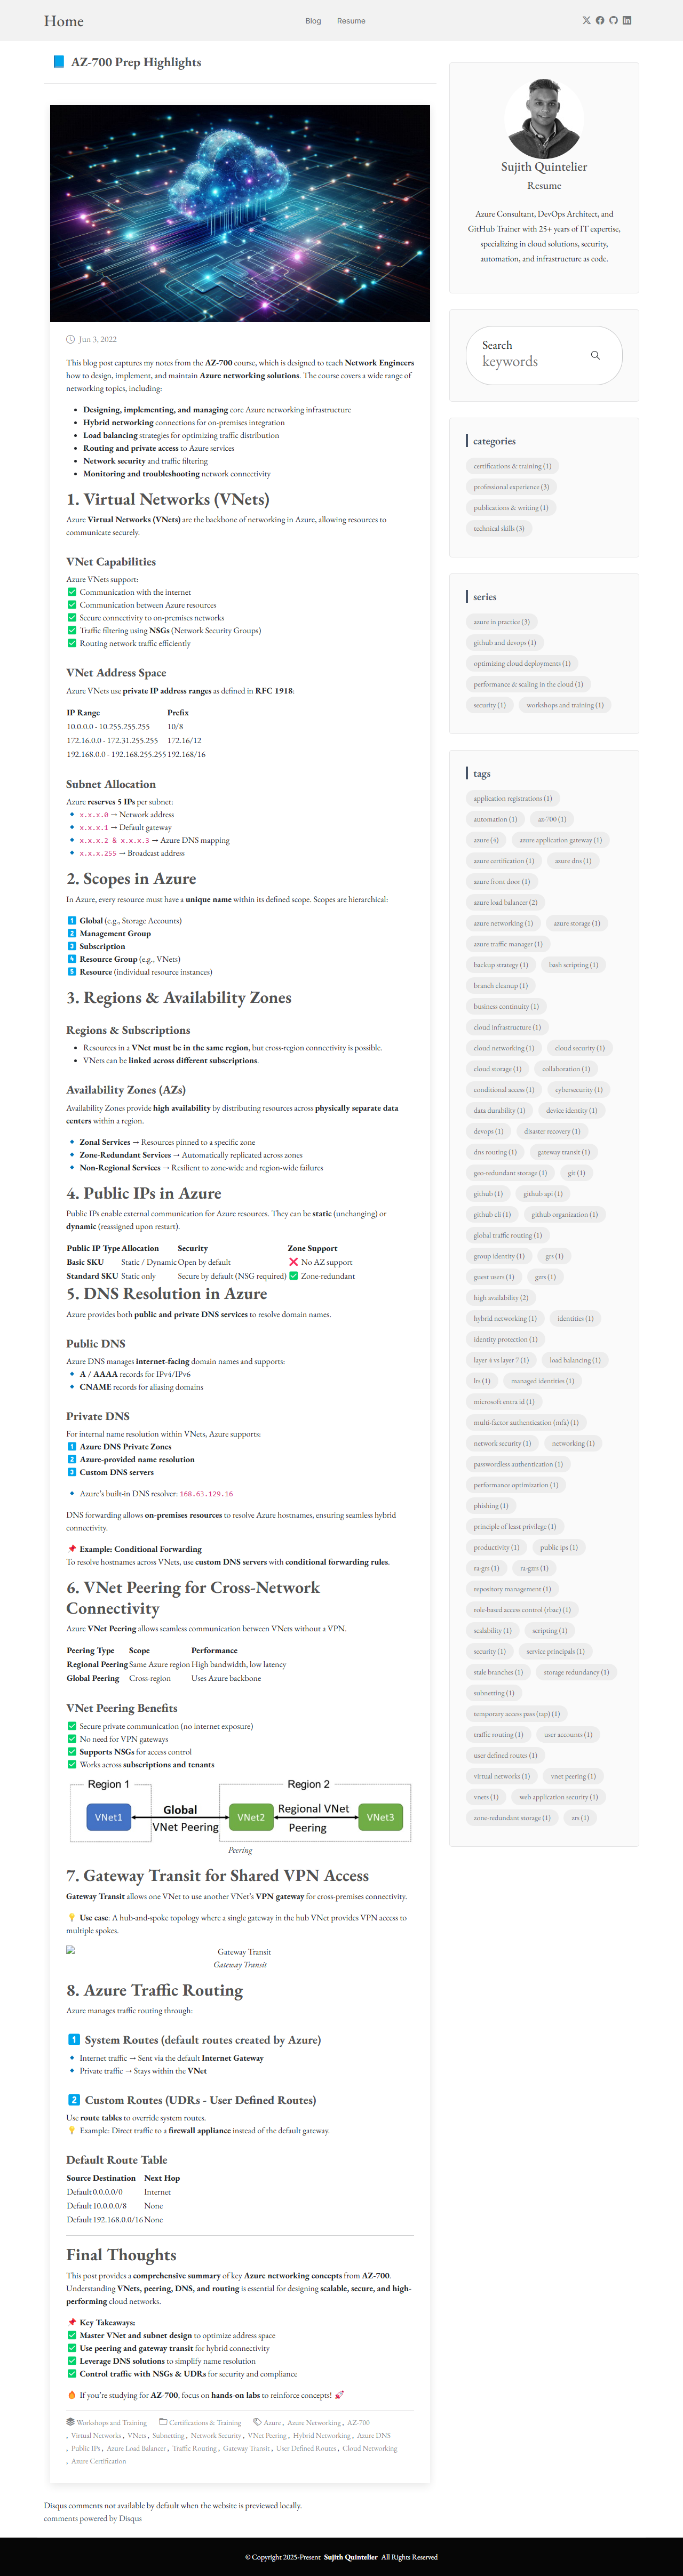 Home
Blog
Resume
📘 AZ-700 Prep Highlights
Jun 3, 2022
This blog post captures my notes from the AZ-700 course, which is designed to teach Network Engineers
how to design, implement, and maintain Azure networking solutions. The course covers a wide range of
networking topics, including:
• Designing, implementing, and managing core Azure networking infrastructure
• Hybrid networking connections for on-premises integration
• Load balancing strategies for optimizing traffic distribution
• Routing and private access to Azure services
• Network security and traffic filtering
• Monitoring and troubleshooting network connectivity
1. Virtual Networks (VNets)
Azure Virtual Networks (VNets) are the backbone of networking in Azure, allowing resources to
communicate securely.
VNet Capabilities
Azure VNets support:
✅ Communication with the internet
✅ Communication between Azure resources
✅ Secure connectivity to on-premises networks
✅ Traffic filtering using NSGs (Network Security Groups)
✅ Routing network traffic efficiently
VNet Address Space
Azure VNets use private IP address ranges as defined in RFC 1918:
IP Range Prefix
10.0.0.0 - 10.255.255.255 10/8
172.16.0.0 - 172.31.255.255 172.16/12
192.168.0.0 - 192.168.255.255 192.168/16
Subnet Allocation
Azure reserves 5 IPs per subnet:
🔹 x.x.x.0 → Network address
🔹 x.x.x.1 → Default gateway
🔹 x.x.x.2 & x.x.x.3 → Azure DNS mapping
🔹 x.x.x.255 → Broadcast address
2. Scopes in Azure
In Azure, every resource must have a unique name within its defined scope. Scopes are hierarchical:
1️⃣ Global (e.g., Storage Accounts)
2️⃣ Management Group
3️⃣ Subscription
4️⃣ Resource Group (e.g., VNets)
5️⃣ Resource (individual resource instances)
3. Regions & Availability Zones
Regions & Subscriptions
• Resources in a VNet must be in the same region, but cross-region connectivity is possible.
• VNets can be linked across different subscriptions.
Availability Zones (AZs)
Availability Zones provide high availability by distributing resources across physically separate data
centers within a region.
🔹 Zonal Services → Resources pinned to a specific zone
🔹 Zone-Redundant Services → Automatically replicated across zones
🔹 Non-Regional Services → Resilient to zone-wide and region-wide failures
4. Public IPs in Azure
Public IPs enable external communication for Azure resources. They can be static (unchanging) or
dynamic (reassigned upon restart).
Public IP Type Allocation Security Zone Support
Basic SKU Static / Dynamic Open by default ❌ No AZ support
Standard SKU Static only Secure by default (NSG required) ✅ Zone-redundant
5. DNS Resolution in Azure
Azure provides both public and private DNS services to resolve domain names.
Public DNS
Azure DNS manages internet-facing domain names and supports:
🔹 A / AAAA records for IPv4/IPv6
🔹 CNAME records for aliasing domains
Private DNS
For internal name resolution within VNets, Azure supports:
1️⃣ Azure DNS Private Zones
2️⃣ Azure-provided name resolution
3️⃣ Custom DNS servers
🔹 Azure's built-in DNS resolver: 168.63.129.16
DNS forwarding allows on-premises resources to resolve Azure hostnames, ensuring seamless hybrid
connectivity.
📌 Example: Conditional Forwarding
To resolve hostnames across VNets, use custom DNS servers with conditional forwarding rules.
6. VNet Peering for Cross-Network
Connectivity
Azure VNet Peering allows seamless communication between VNets without a VPN.
Peering Type Scope Performance
Regional Peering Same Azure region High bandwidth, low latency
Global Peering Cross-region Uses Azure backbone
VNet Peering Benefits
✅ Secure private communication (no internet exposure)
✅ No need for VPN gateways
✅ Supports NSGs for access control
✅ Works across subscriptions and tenants
Region 1 Region 2
VNet1 Global VNet Peering VNet2 Regional VNet Peering VNet3
Peering
7. Gateway Transit for Shared VPN Access
Gateway Transit allows one VNet to use another VNet's VPN gateway for cross-premises connectivity.
💡 Use case: A hub-and-spoke topology where a single gateway in the hub VNet provides VPN access to
multiple spokes.
Gateway Transit
Gateway Transit
8. Azure Traffic Routing
Azure manages traffic routing through:
1️⃣ System Routes (default routes created by Azure)
🔹 Internet traffic → Sent via the default Internet Gateway
🔹 Private traffic → Stays within the VNet
2️⃣ Custom Routes (UDRs - User Defined Routes)
Use route tables to override system routes.
💡 Example: Direct traffic to a firewall appliance instead of the default gateway.
Default Route Table
Source Destination Next Hop
Default 0.0.0.0/0 Internet
Default 10.0.0.0/8 None
Default 192.168.0.0/16 None
Final Thoughts
This post provides a comprehensive summary of key Azure networking concepts from AZ-700.
Understanding VNets, peering, DNS, and routing is essential for designing scalable, secure, and high-
performing cloud networks.
📌 Key Takeaways:
✅ Master VNet and subnet design to optimize address space
✅ Use peering and gateway transit for hybrid connectivity
✅ Leverage DNS solutions to simplify name resolution
✅ Control traffic with NSGs & UDRs for security and compliance
🔥 If you're studying for AZ-700, focus on hands-on labs to reinforce concepts! 🚀
Workshops and Training Certifications & Training Azure , Azure Networking , AZ-700
, Virtual Networks , VNets , Subnetting , Network Security , VNet Peering , Hybrid Networking , Azure DNS
, Public IPs , Azure Load Balancer , Traffic Routing , Gateway Transit , User Defined Routes , Cloud Networking
, Azure Certification
Disqus comments not available by default when the website is previewed locally.
comments powered by Disqus
Sujith Quintelier
Resume
Azure Consultant, DevOps Architect, and
GitHub Trainer with 25+ years of IT expertise,
specializing in cloud solutions, security,
automation, and infrastructure as code.
Search
keywords
categories
certifications & training (1)
professional experience (3)
publications & writing (1)
technical skills (3)
series
azure in practice (3)
github and devops (1)
optimizing cloud deployments (1)
performance & scaling in the cloud (1)
security (1) workshops and training (1)
tags
application registrations (1)
automation (1) az-700 (1)
azure (4) azure application gateway (1)
azure certification (1) azure dns (1)
azure front door (1)
azure load balancer (2)
azure networking (1) azure storage (1)
azure traffic manager (1)
backup strategy (1) bash scripting (1)
branch cleanup (1)
business continuity (1)
cloud infrastructure (1)
cloud networking (1) cloud security (1)
cloud storage (1) collaboration (1)
conditional access (1) cybersecurity (1)
data durability (1) device identity (1)
devops (1) disaster recovery (1)
dns routing (1) gateway transit (1)
geo-redundant storage (1) git (1)
github (1) github api (1)
github cli (1) github organization (1)
global traffic routing (1)
group identity (1) grs (1)
guest users (1) gzrs (1)
high availability (2)
hybrid networking (1) identities (1)
identity protection (1)
layer 4 vs layer 7 (1) load balancing (1)
lrs (1) managed identities (1)
microsoft entra id (1)
multi-factor authentication (mfa) (1)
network security (1) networking (1)
passwordless authentication (1)
performance optimization (1)
phishing (1)
principle of least privilege (1)
productivity (1) public ips (1)
ra-grs (1) ra-gzrs (1)
repository management (1)
role-based access control (rbac) (1)
scalability (1) scripting (1)
security (1) service principals (1)
stale branches (1) storage redundancy (1)
subnetting (1)
temporary access pass (tap) (1)
traffic routing (1) user accounts (1)
user defined routes (1)
virtual networks (1) vnet peering (1)
vnets (1) web application security (1)
zone-redundant storage (1) zrs (1)
© Copyright 2025-Present Sujith Quintelier All Rights Reserved